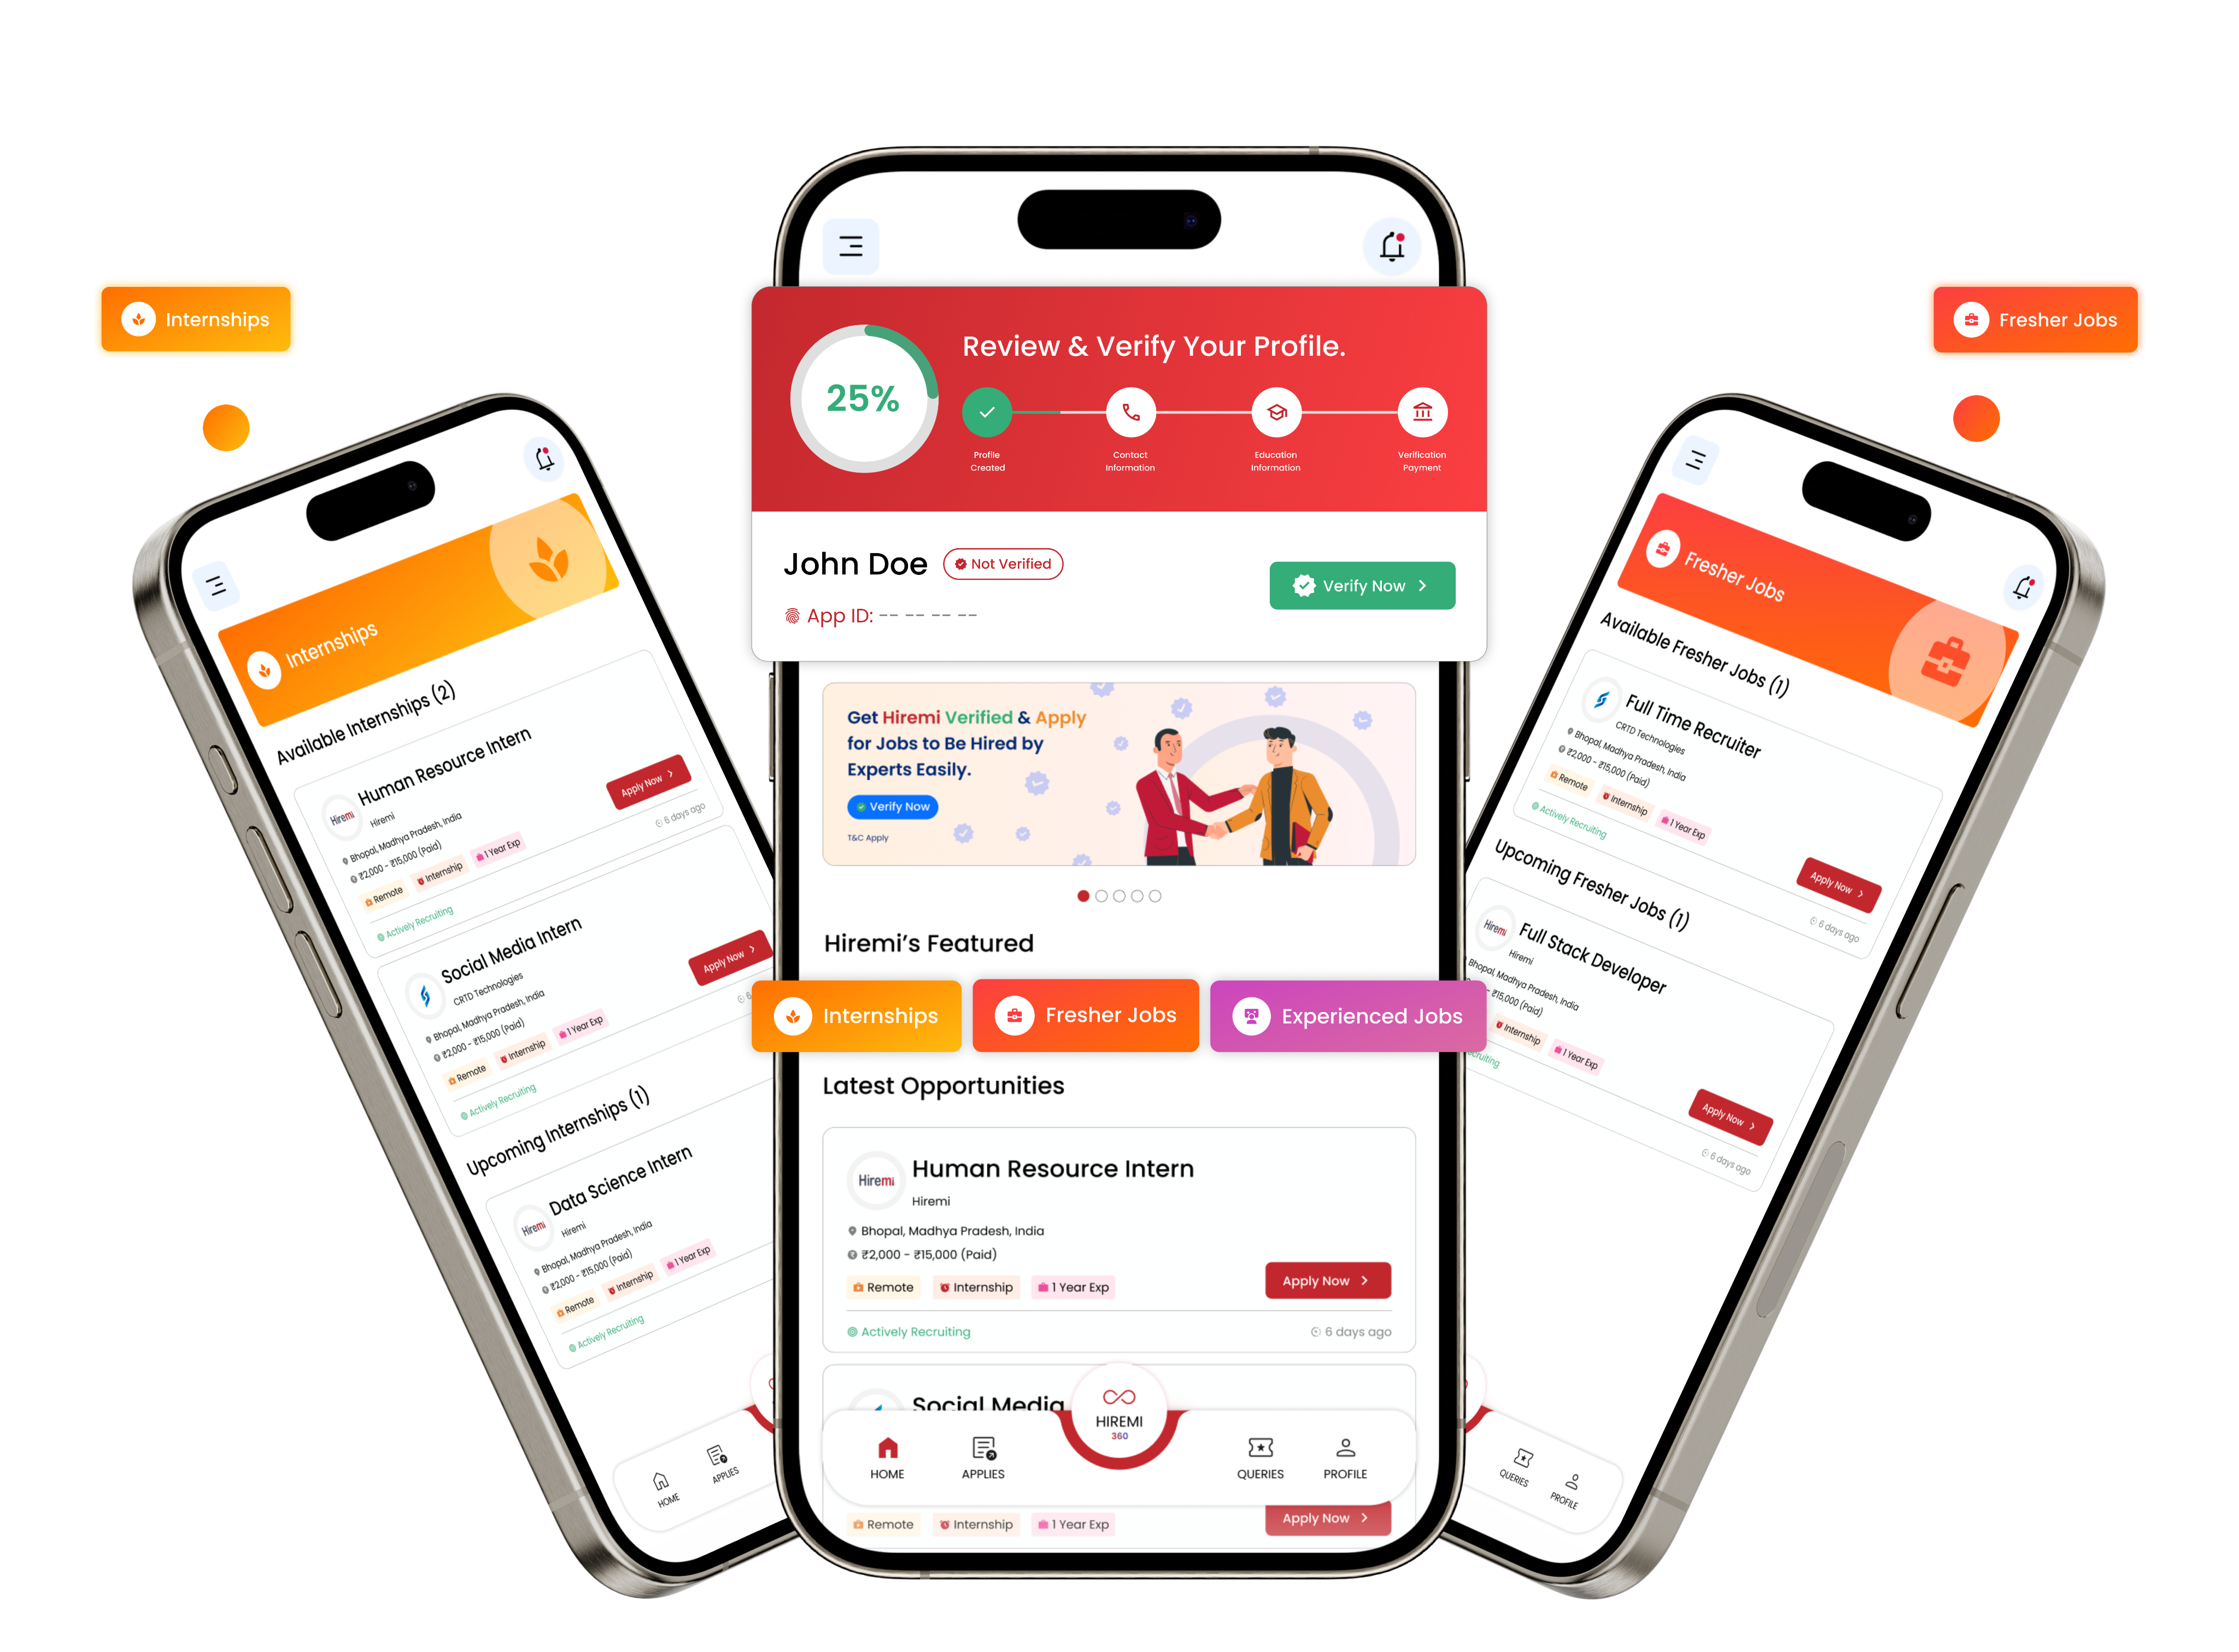 Internships
Fresher Jobs
Review & Verify Your Profile.
25%
Profile
Created
Contact
Information
Education
Information
Verification
Payment
John Doe
Not Verified
App ID: -- -- -- --
Verify Now
Get Hiremi Verified & Apply
for Jobs to Be Hired by
Experts Easily.
Verify Now
T&C Apply
Hiremi’s Featured
Internships
Fresher Jobs
Experienced Jobs
Latest Opportunities
Hiremi
Human Resource Intern
Hiremi
Bhopal, Madhya Pradesh, India
₹2,000 - ₹15,000 (Paid)
Remote
Internship
1 Year Exp
Apply Now
Actively Recruiting
6 days ago
Social Media
HIREMI
360
HOME
APPLIES
QUERIES
PROFILE
Remote
Internship
1 Year Exp
Apply Now
Internships
Available Internships (2)
Hiremi
Human Resource Intern
Hiremi
Bhopal, Madhya Pradesh, India
₹2,000 - ₹15,000 (Paid)
Remote
Internship
1 Year Exp
Apply Now
Actively Recruiting
6 days ago
Social Media Intern
CRTD Technologies
Bhopal, Madhya Pradesh, India
₹2,000 - ₹15,000 (Paid)
Remote
Internship
1 Year Exp
Apply Now
6
Actively Recruiting
Upcoming Internships (1)
Hiremi
Data Science Intern
Hiremi
Bhopal, Madhya Pradesh, India
₹2,000 - ₹15,000 (Paid)
Remote
Internship
1 Year Exp
Actively Recruiting
HOME
APPLIES
Fresher Jobs
Available Fresher Jobs (1)
Full Time Recruiter
CRTD Technologies
Bhopal, Madhya Pradesh, India
₹2,000 - ₹15,000 (Paid)
Remote
Internship
1 Year Exp
Actively Recruiting
Apply Now
6 days ago
Upcoming Fresher Jobs (1)
Hiremi
Full Stack Developer
Hiremi
Bhopal, Madhya Pradesh, India
- ₹15,000 (Paid)
Internship
1 Year Exp
Apply Now
6 days ago
QUERIES
PROFILE